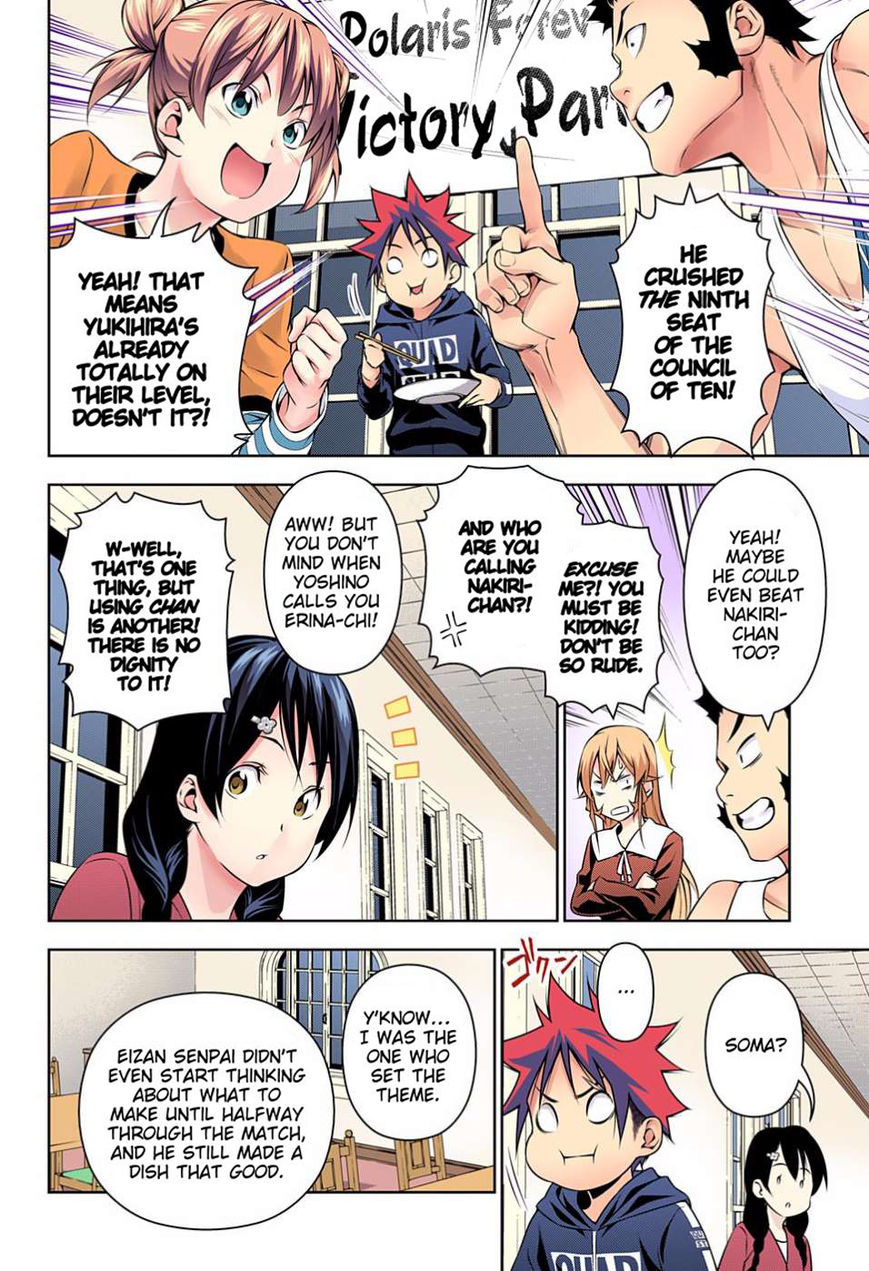 Polaris Forev
Victory Par
HE
CRUSHED
THE NINTH
SEAT
OF THE
COUNCIL
OF TEN!
QUAD
YEAH! THAT
MEANS
YUKIHIRA'S
ALREADY
TOTALLY ON
THEIR LEVEL,
DOESN'T IT?!
YEAH!
MAYBE
HE COULD
EVEN BEAT
NAKIRI-
CHAN
TOO?
EXCUSE
ME?! YOU
MUST BE
KIDDING!
DON'T BE
SO RUDE.
AND WHO
ARE YOU
CALLING
NAKIRI-
CHAN?!
AWW! BUT
YOU DON'T
MIND WHEN
YOSHINO
CALLS YOU
ERINA-CHI!
W-WELL,
THAT'S ONE
THING, BUT
USING CHAN
IS ANOTHER!
THERE IS NO
DIGNITY
TO IT!
SOMA?
...
ゴクン
QUAD
Y'KNOW...
I WAS THE
ONE WHO
SET THE
THEME.
EIZAN SENPAI DIDN'T
EVEN START THINKING
ABOUT WHAT TO
MAKE UNTIL HALFWAY
THROUGH THE MATCH,
AND HE STILL MADE A
DISH THAT GOOD.